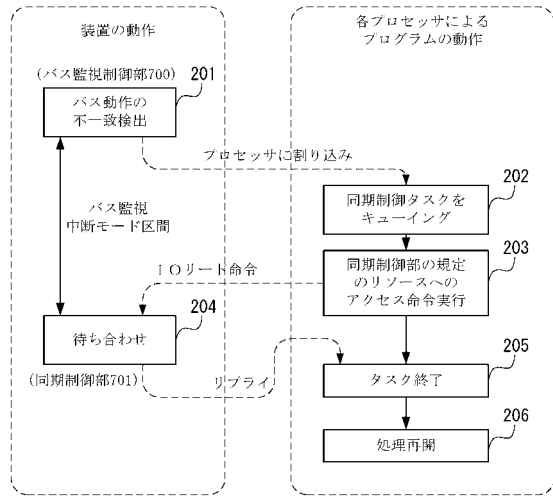 装置の動作
各プロセッサによる
プログラムの動作
(バス監視制御部700)
201
バス動作の
不一致検出
プロセッサに割り込み
202
同期制御タスクを
キューイング
バス監視
中断モード区間
203
同期制御部の規定
のリソースへの
アクセス命令実行
IOリード命令
204
待ち合わせ
(同期制御部701)
リプライ
205
タスク終了
206
処理再開